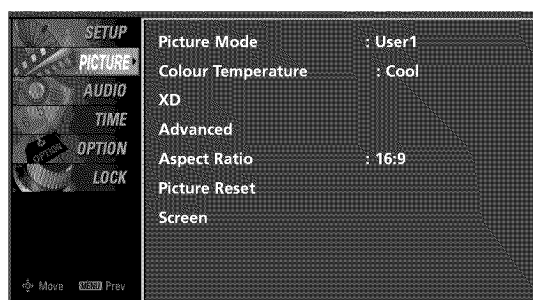 SETUP
PICTURE
AUDIO
TIME
OPTION
LOCK
Move MENU Prev
Picture Mode : User1
Colour Temperature : Cool
XD
Advanced
Aspect Ratio : 16:9
Picture Reset
Screen